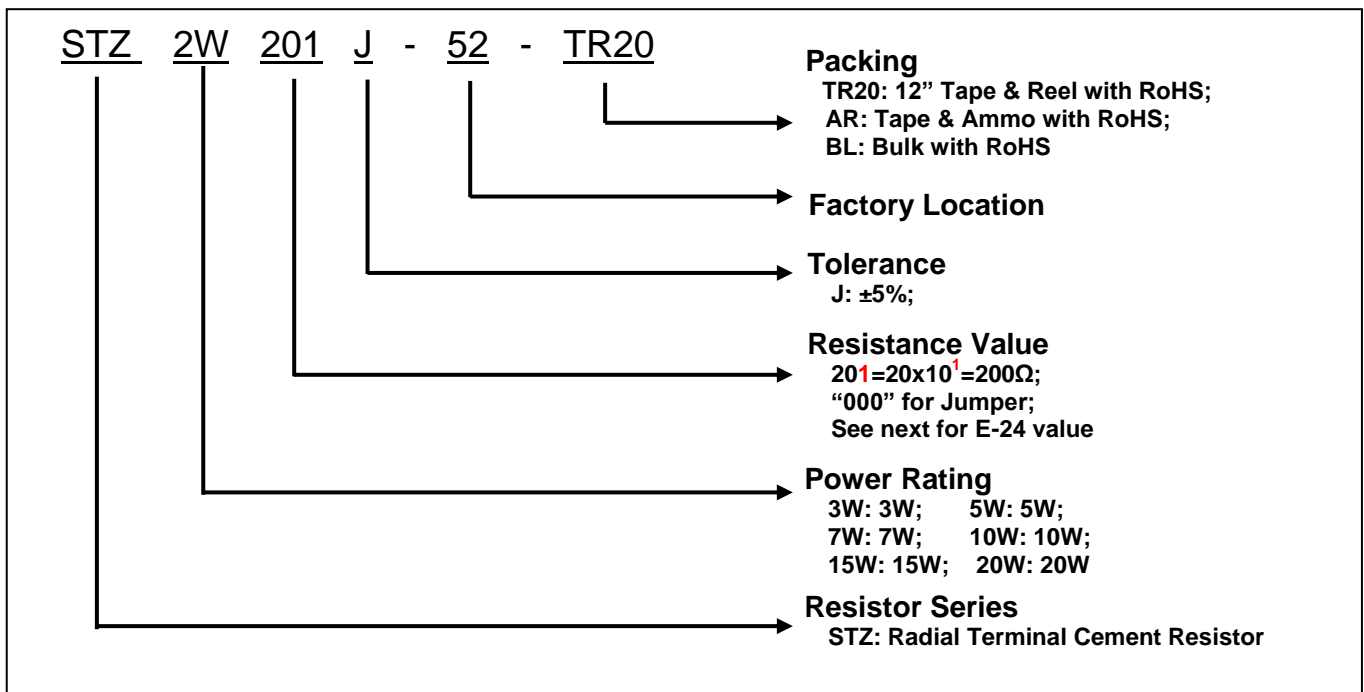 STZ 2W 201 J - 52 - TR20
Packing
TR20: 12” Tape & Reel with RoHS;
AR: Tape & Ammo with RoHS;
BL: Bulk with RoHS
Factory Location
Tolerance
J: ±5%;
Resistance Value
201=20x10¹=200Ω;
“000” for Jumper;
See next for E-24 value
Power Rating
3W: 3W; 5W: 5W;
7W: 7W; 10W: 10W;
15W: 15W; 20W: 20W
Resistor Series
STZ: Radial Terminal Cement Resistor